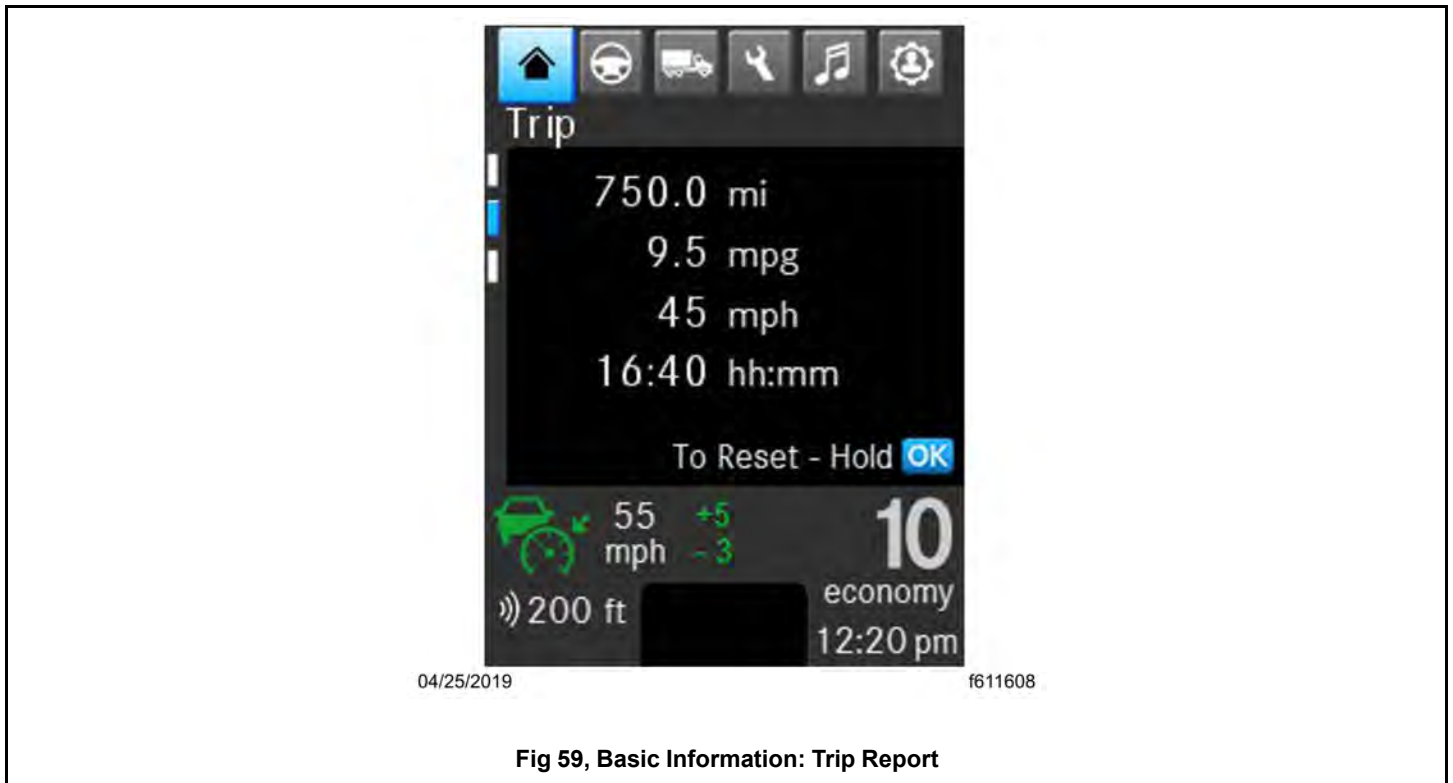 Trip
750.0 mi
9.5 mpg
45 mph
16:40 hh:mm
To Reset - Hold OK
55 +5
mph - 3
10
economy
200 ft
12:20 pm
04/25/2019 f611608
Fig 59, Basic Information: Trip Report